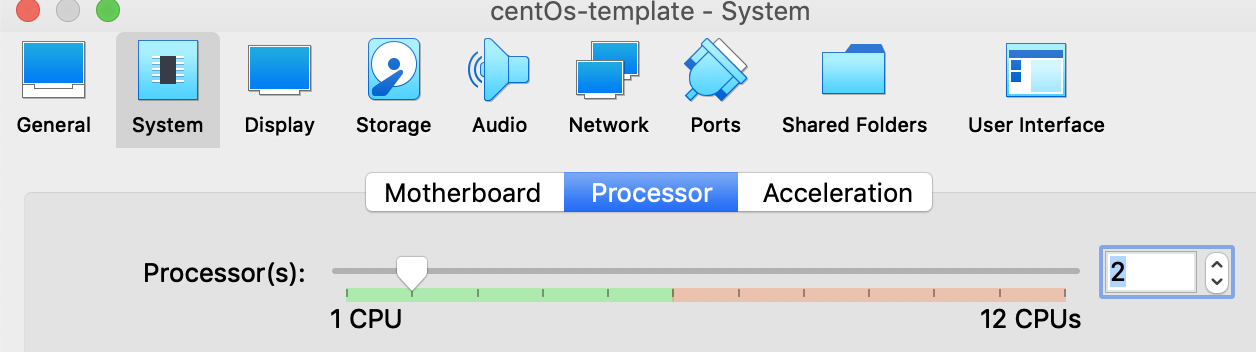 centOs-template - System
General System Display Storage Audio Network Ports Shared Folders User Interface
Motherboard Processor Acceleration
Processor(s): 2
1 CPU 12 CPUs